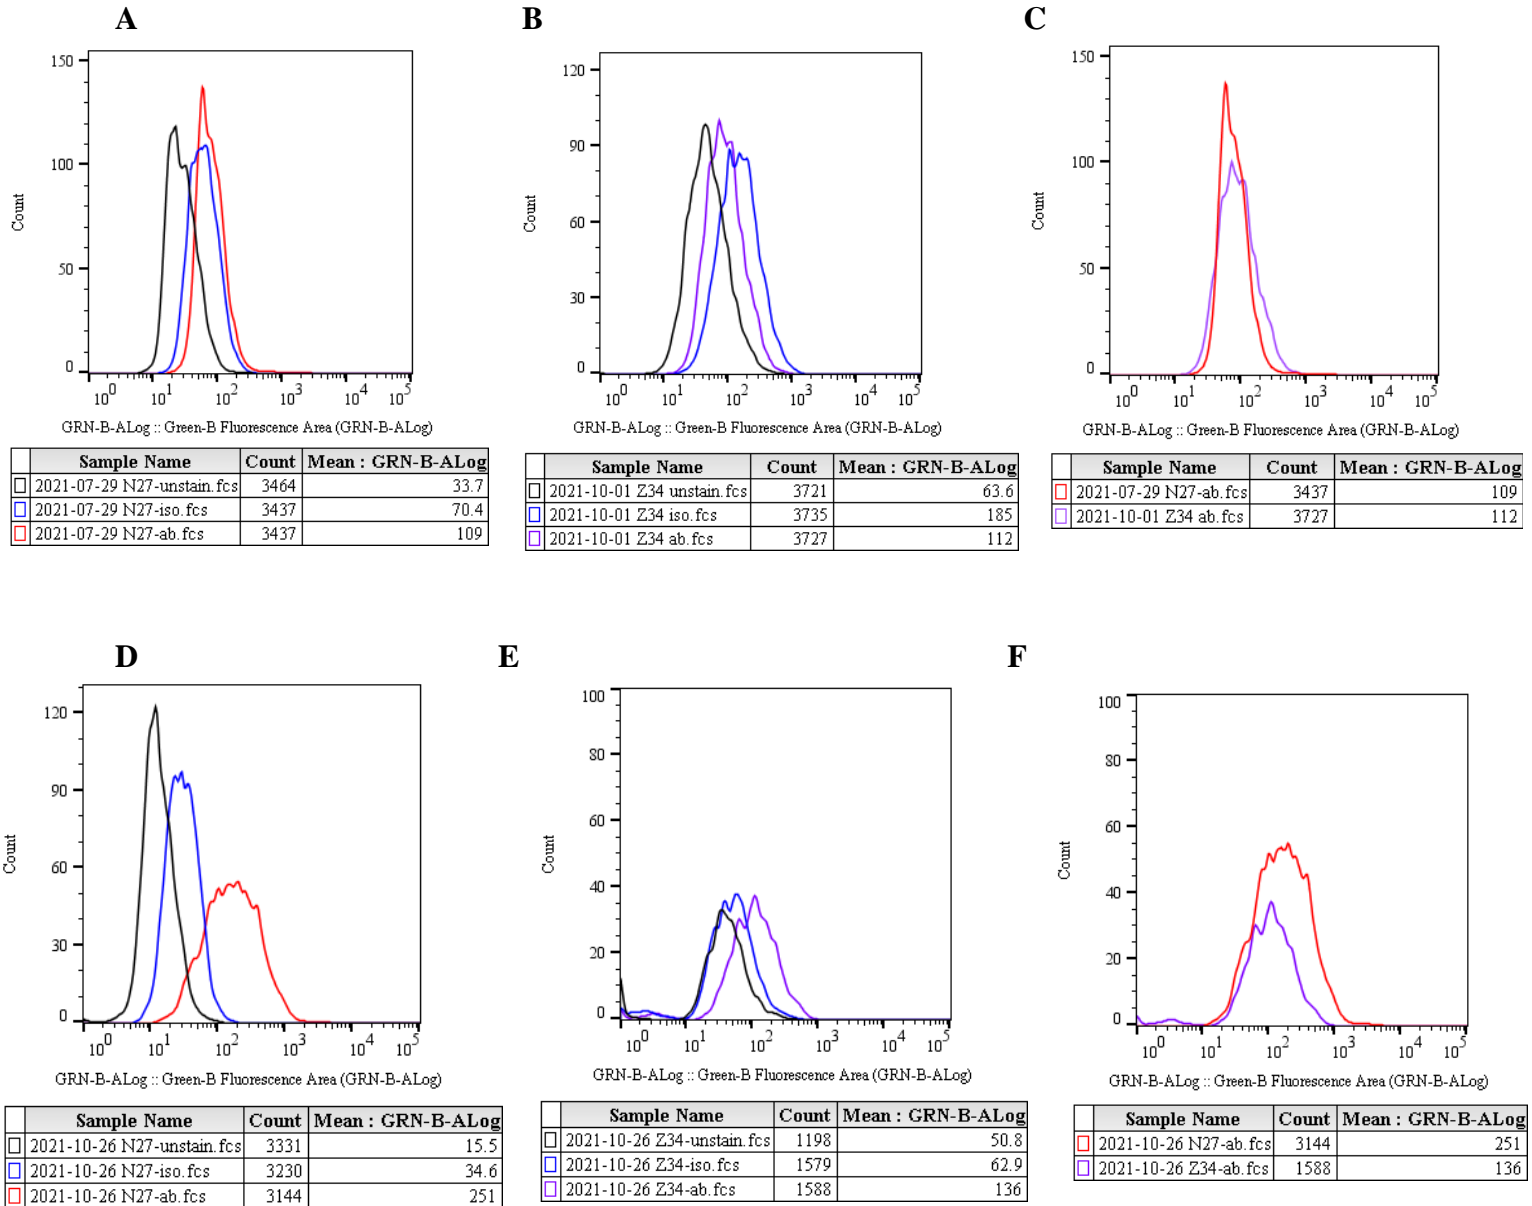 A
150
100
50
0
Count
10^0 10^1 10^2 10^3 10^4 10^5
GRN-B-ALog :: Green-B Fluorescence Area (GRN-B-ALog)
Sample Name Count Mean : GRN-B-ALog
2021-07-29 N27-unstain.fcs 3464 33.7
2021-07-29 N27-iso.fcs 3437 70.4
2021-07-29 N27-ab.fcs 3437 109
B
120
90
60
30
0
Count
10^0 10^1 10^2 10^3 10^4 10^5
GRN-B-ALog :: Green-B Fluorescence Area (GRN-B-ALog)
Sample Name Count Mean : GRN-B-ALog
2021-10-01 Z34 unstain.fcs 3721 63.6
2021-10-01 Z34 iso.fcs 3735 185
2021-10-01 Z34 ab.fcs 3727 112
C
150
100
50
0
Count
10^0 10^1 10^2 10^3 10^4 10^5
GRN-B-ALog :: Green-B Fluorescence Area (GRN-B-ALog)
Sample Name Count Mean : GRN-B-ALog
2021-07-29 N27-ab.fcs 3437 109
2021-10-01 Z34 ab.fcs 3727 112
D
120
90
60
30
0
Count
10^0 10^1 10^2 10^3 10^4 10^5
GRN-B-ALog :: Green-B Fluorescence Area (GRN-B-ALog)
Sample Name Count Mean : GRN-B-ALog
2021-10-26 N27-unstain.fcs 3331 15.5
2021-10-26 N27-iso.fcs 3230 34.6
2021-10-26 N27-ab.fcs 3144 251
E
100
80
60
40
20
0
Count
10^0 10^1 10^2 10^3 10^4 10^5
GRN-B-ALog :: Green-B Fluorescence Area (GRN-B-ALog)
Sample Name Count Mean : GRN-B-ALog
2021-10-26 Z34-unstain.fcs 1198 50.8
2021-10-26 Z34-iso.fcs 1579 62.9
2021-10-26 Z34-ab.fcs 1588 136
F
100
80
60
40
20
0
Count
10^0 10^1 10^2 10^3 10^4 10^5
GRN-B-ALog :: Green-B Fluorescence Area (GRN-B-ALog)
Sample Name Count Mean : GRN-B-ALog
2021-10-26 N27-ab.fcs 3144 251
2021-10-26 Z34-ab.fcs 1588 136